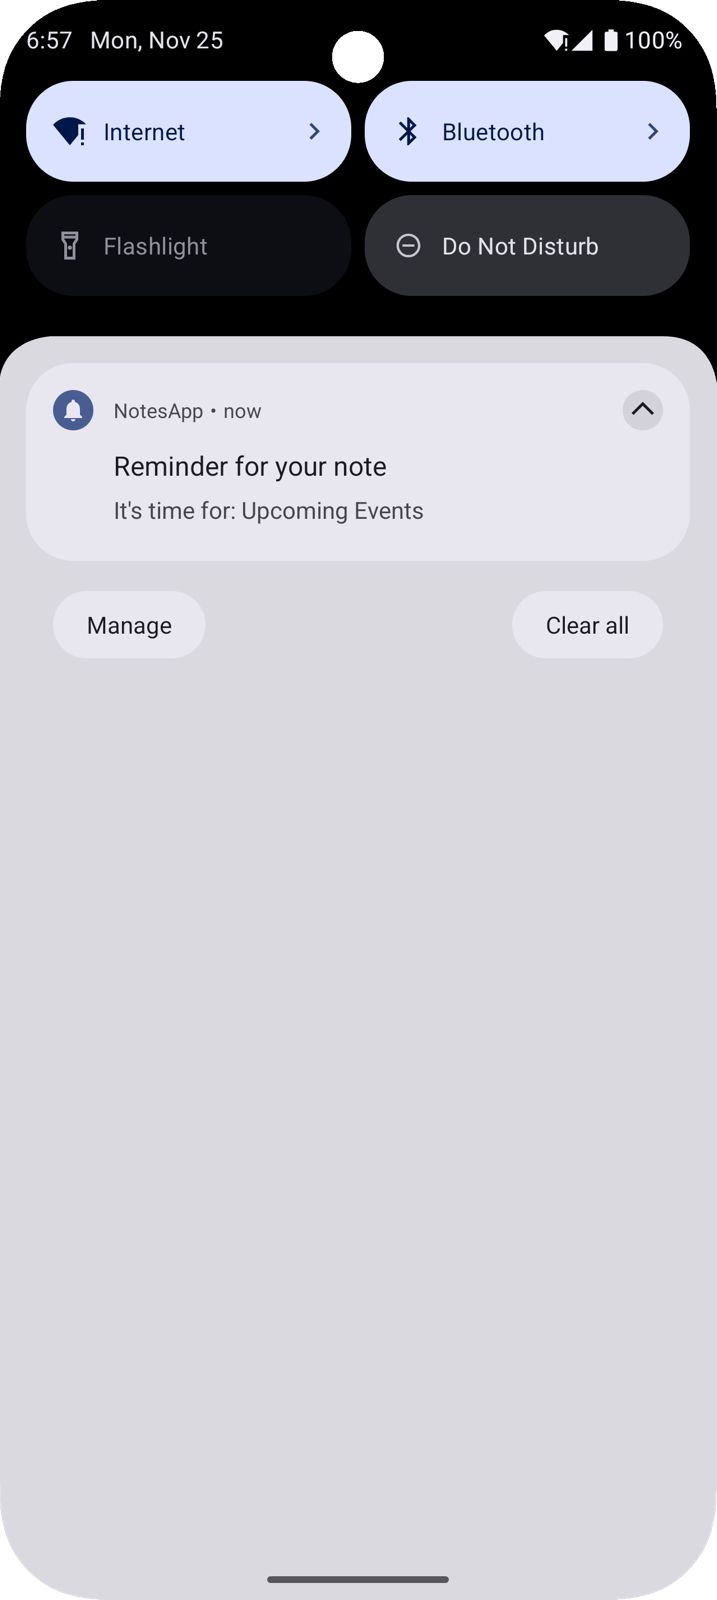 6:57 Mon, Nov 25 100%
Internet Bluetooth
Flashlight Do Not Disturb
NotesApp • now
Reminder for your note
It's time for: Upcoming Events
Manage Clear all